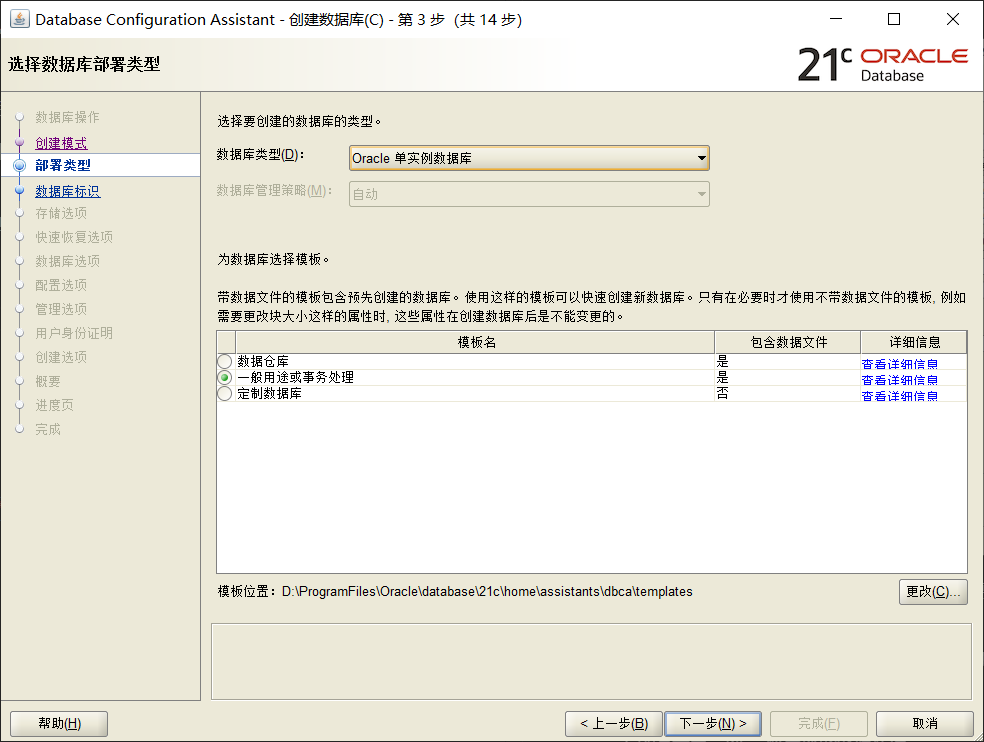 Database Configuration Assistant - 创建数据库(C) - 第 3 步 (共 14 步)
选择数据库部署类型
21c ORACLE Database
数据库操作
创建模式
部署类型
数据库标识
存储选项
快速恢复选项
数据库选项
配置选项
管理选项
用户身份证明
创建选项
概要
进度页
完成
选择要创建的数据库的类型。
数据库类型(D): Oracle 单实例数据库
数据库管理策略(M): 自动
为数据库选择模板。
带数据文件的模板包含预先创建的数据库。使用这样的模板可以快速创建新数据库。只有在必要时才使用不带数据文件的模板, 例如
需要更改块大小这样的属性时, 这些属性在创建数据库后是不能变更的。
模板名 包含数据文件 详细信息
数据仓库 是 查看详细信息
一般用途或事务处理 是 查看详细信息
定制数据库 否 查看详细信息
模板位置: D:\ProgramFiles\Oracle\database\21c\home\assistants\dbca\templates 更改(C)...
帮助(H) < 上一步(B) 下一步(N) > 完成(F) 取消